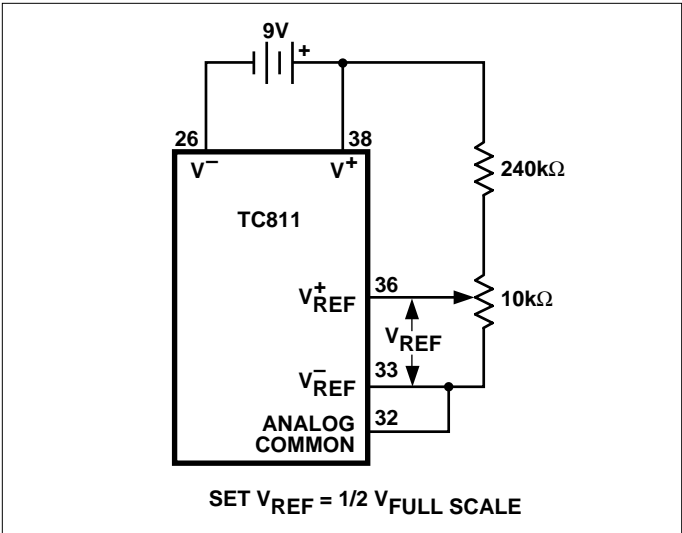 9V
+
26
38
V–
V+
240kΩ
TC811
36
V+REF
10kΩ
VREF
33
V–REF
ANALOG
COMMON
32
SET VREF = 1/2 VFULL SCALE